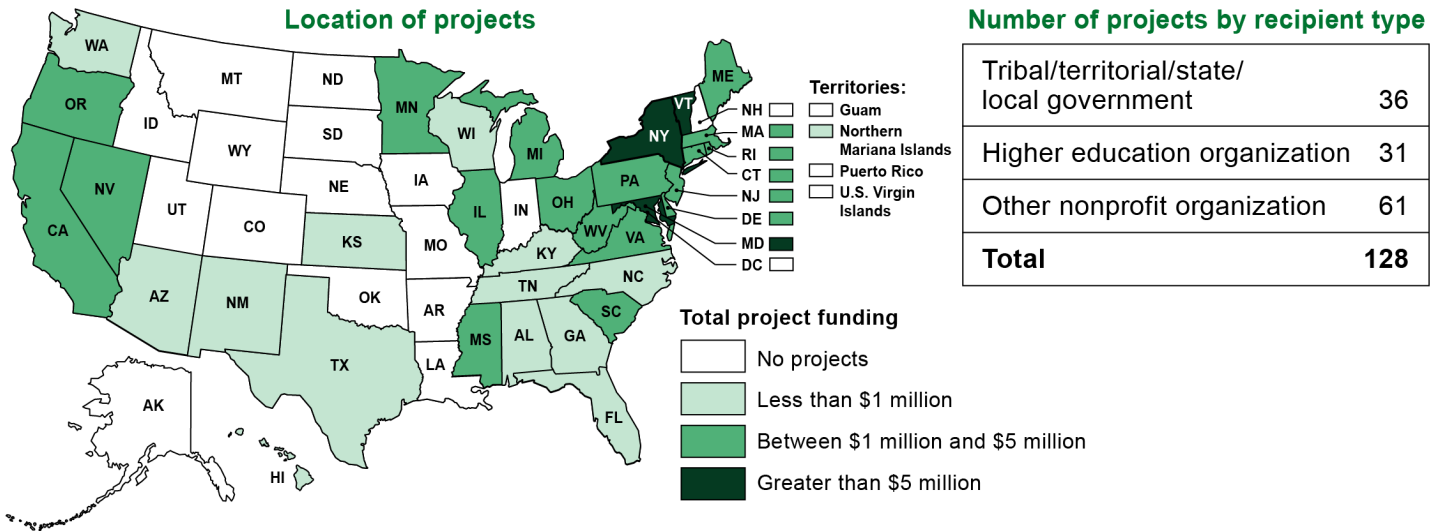 Location of projects
WA
OR
CA
NV
ID
MT
WY
UT
CO
AZ
NM
ND
SD
NE
KS
OK
TX
MN
IA
MO
AR
LA
WI
IL
MI
IN
OH
KY
TN
MS
AL
GA
FL
SC
NC
VA
WV
PA
NY
VT
ME
AK
HI
NH
MA
RI
CT
NJ
DE
MD
DC
Territories:
Guam
Northern
Mariana Islands
Puerto Rico
U.S. Virgin
Islands
Total project funding
No projects
Less than $1 million
Between $1 million and $5 million
Greater than $5 million
Number of projects by recipient type
Tribal/territorial/state/
local government 36
Higher education organization 31
Other nonprofit organization 61
Total 128